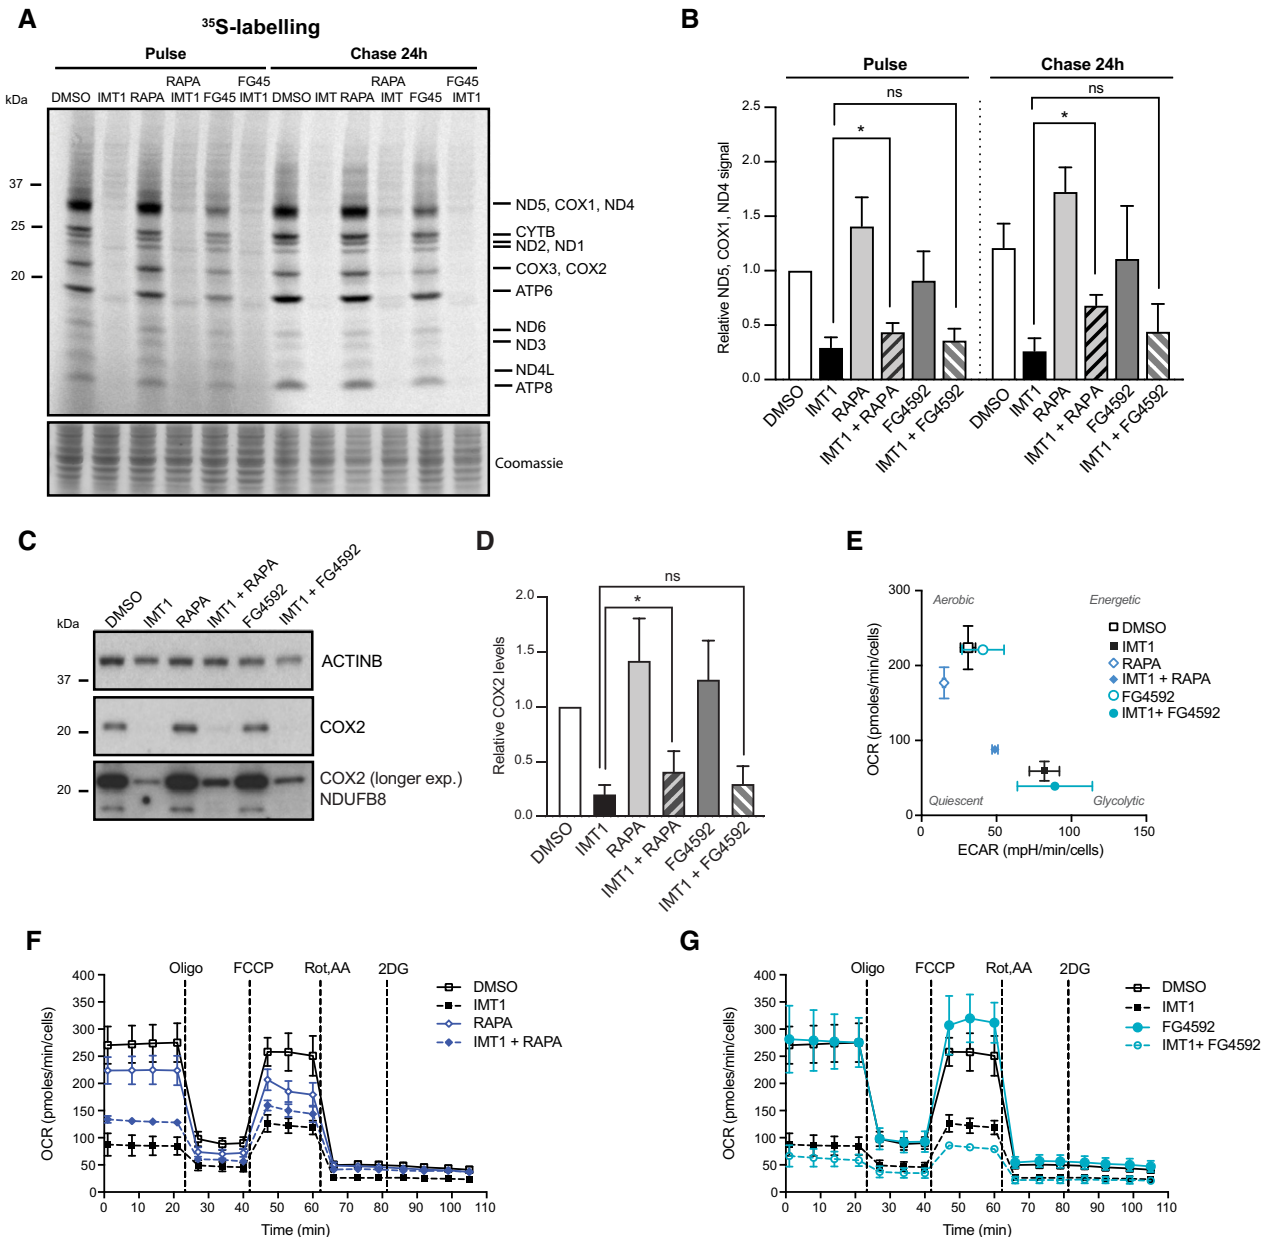 A
35S-labelling
Pulse
Chase 24h
kDa
DMSO IMT1 RAPA RAPA IMT1 FG45 FG45 IMT1 DMSO IMT RAPA RAPA IMT FG45 FG45 IMT1
37
25
20
ND5, COX1, ND4
CYTB
ND2, ND1
COX3, COX2
ATP6
ND6
ND3
ND4L
ATP8
Coomassie
B
Pulse
Chase 24h
ns
ns
*
*
Relative ND5, COX1, ND4 signal
2.5
2.0
1.5
1.0
0.5
0.0
DMSO
IMT1
RAPA
IMT1 + RAPA
FG4592
IMT1 + FG4592
DMSO
IMT1
RAPA
IMT1 + RAPA
FG4592
IMT1 + FG4592
C
DMSO
IMT1
RAPA
IMT1 + RAPA
FG4592
IMT1 + FG4592
kDa
37
20
20
ACTINB
COX2
COX2 (longer exp.)
NDUFB8
D
ns
*
Relative COX2 levels
2.0
1.5
1.0
0.5
0.0
DMSO
IMT1
RAPA
IMT1 + RAPA
FG4592
IMT1 + FG4592
E
OCR (pmoles/min/cells)
300
200
100
0
Aerobic
Energetic
Quiescent
Glycolytic
DMSO
IMT1
RAPA
IMT1 + RAPA
FG4592
IMT1+ FG4592
0 50 100 150
ECAR (mpH/min/cells)
F
Oligo FCCP Rot,AA 2DG
OCR (pmoles/min/cells)
400
350
300
250
200
150
100
50
0
DMSO
IMT1
RAPA
IMT1 + RAPA
0 10 20 30 40 50 60 70 80 90 100 110
Time (min)
G
Oligo FCCP Rot,AA 2DG
OCR (pmoles/min/cells)
400
350
300
250
200
150
100
50
0
DMSO
IMT1
FG4592
IMT1+ FG4592
0 10 20 30 40 50 60 70 80 90 100 110
Time (min)